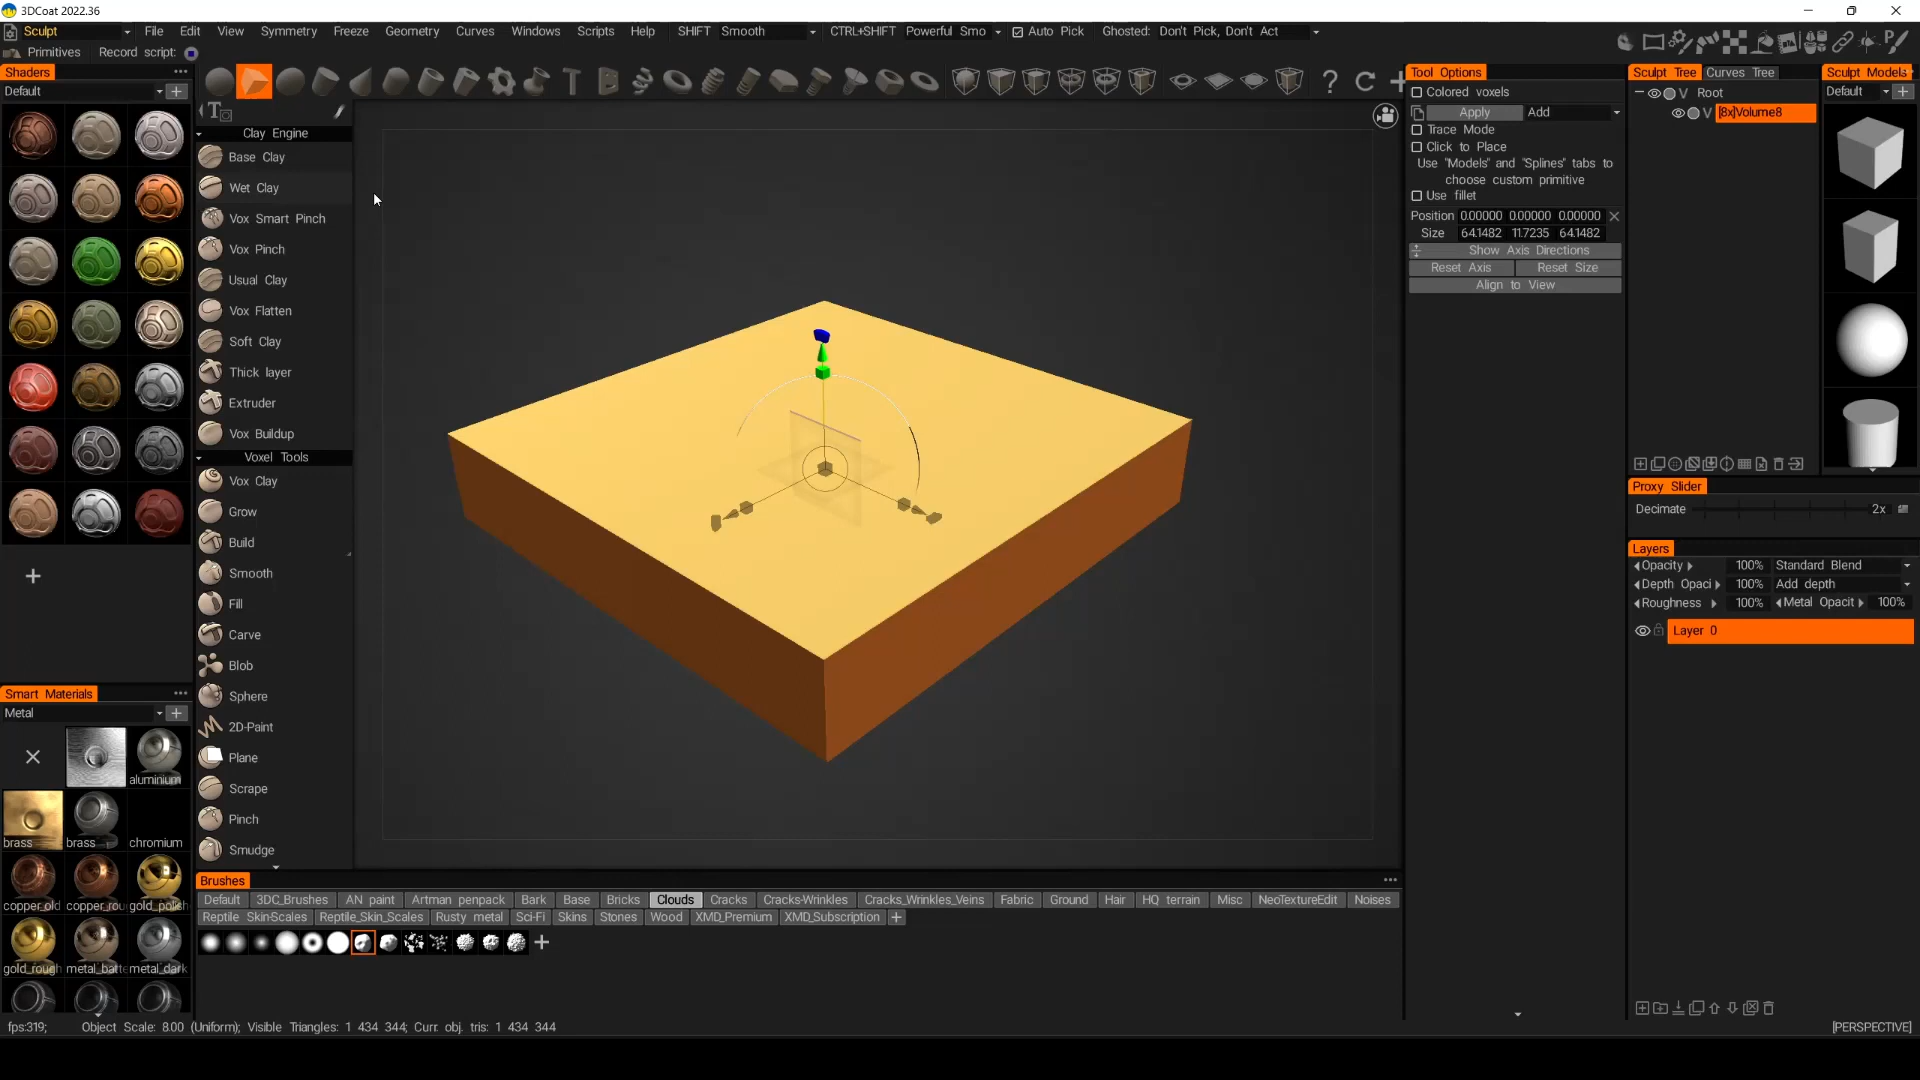 3DCoat 2022.36
Sculpt File Edit View Symmetry Freeze Geometry Curves Windows Scripts Help SHIFT Smooth CTRL+SHIFT Powerful Smo Auto Pick Ghosted: Don't Pick, Don't Act
Primitives Record script:
Shaders
Default
Clay Engine
Base Clay
Wet Clay
Vox Smart Pinch
Vox Pinch
Usual Clay
Vox Flatten
Soft Clay
Thick layer
Extruder
Vox Buildup
Voxel Tools
Vox Clay
Grow
Build
Smooth
Fill
Carve
Blob
Sphere
2D-Paint
Plane
Scrape
Pinch
Smudge
Smart Materials
Metal
aluminium
brass brass chromium
copper_old copper_rou gold_polish
gold_rough metal_batt metal_dark
Tool Options
Colored voxels
Apply Add
Trace Mode
Click to Place
Use "Models" and "Splines" tabs to
choose custom primitive
Use fillet
Position 0.00000 0.00000 0.00000
Size 64.1482 11.7235 64.1482
Show Axis Directions
Reset Axis Reset Size
Align to View
Sculpt Tree Curves Tree
V Root
V [8x]Volume8
Sculpt Models
Default
Proxy Slider
Decimate 2x
Layers
Opacity 100% Standard Blend
Depth Opaci 100% Add depth
Roughness 100% Metal Opacit 100%
Layer 0
Brushes
Default 3DC_Brushes AN paint Artman penpack Bark Base Bricks Clouds Cracks Cracks-Wrinkles Cracks_Wrinkles_Veins Fabric Ground Hair HQ terrain Misc NeoTextureEdit Noises
Reptile SkinScales Reptile_Skin_Scales Rusty metal Sci-Fi Skins Stones Wood XMD_Premium XMD_Subscription +
fps:319; Object Scale: 8.00 (Uniform); Visible Triangles: 1 434 344; Curr. obj. tris: 1 434 344
[PERSPECTIVE]